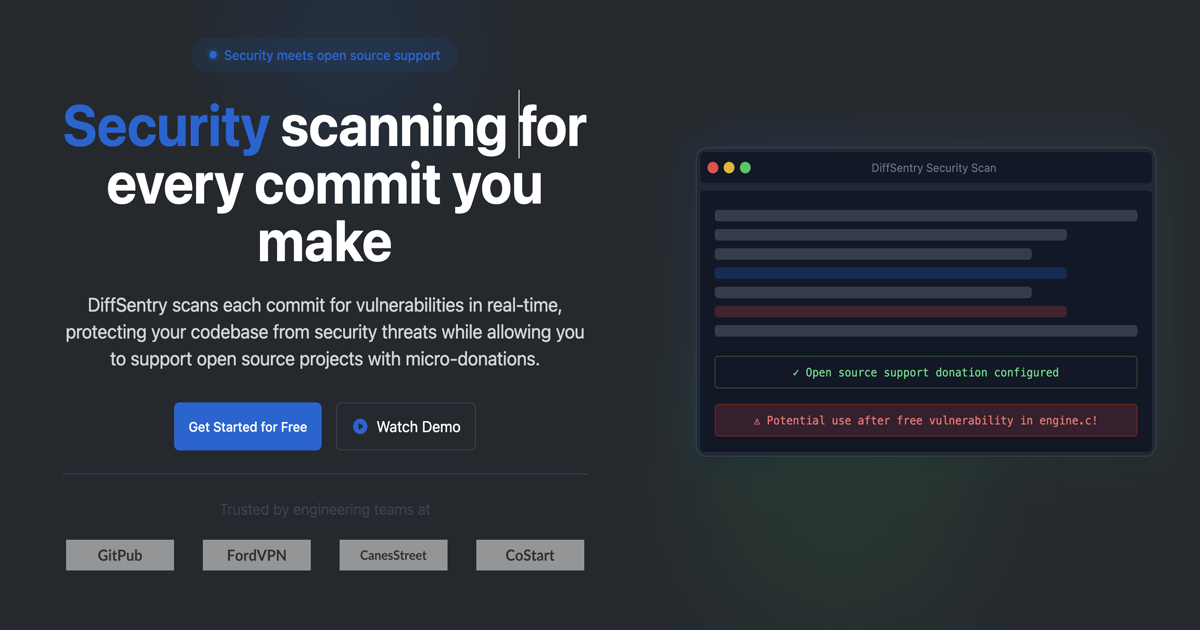 Security meets open source support
Security scanning for
every commit you
make
DiffSentry scans each commit for vulnerabilities in real-time,
protecting your codebase from security threats while allowing you
to support open source projects with micro-donations.
Get Started for Free
Watch Demo
Trusted by engineering teams at
GitPub
FordVPN
CanesStreet
CoStart
DiffSentry Security Scan
✓ Open source support donation configured
⚠ Potential use after free vulnerability in engine.c!